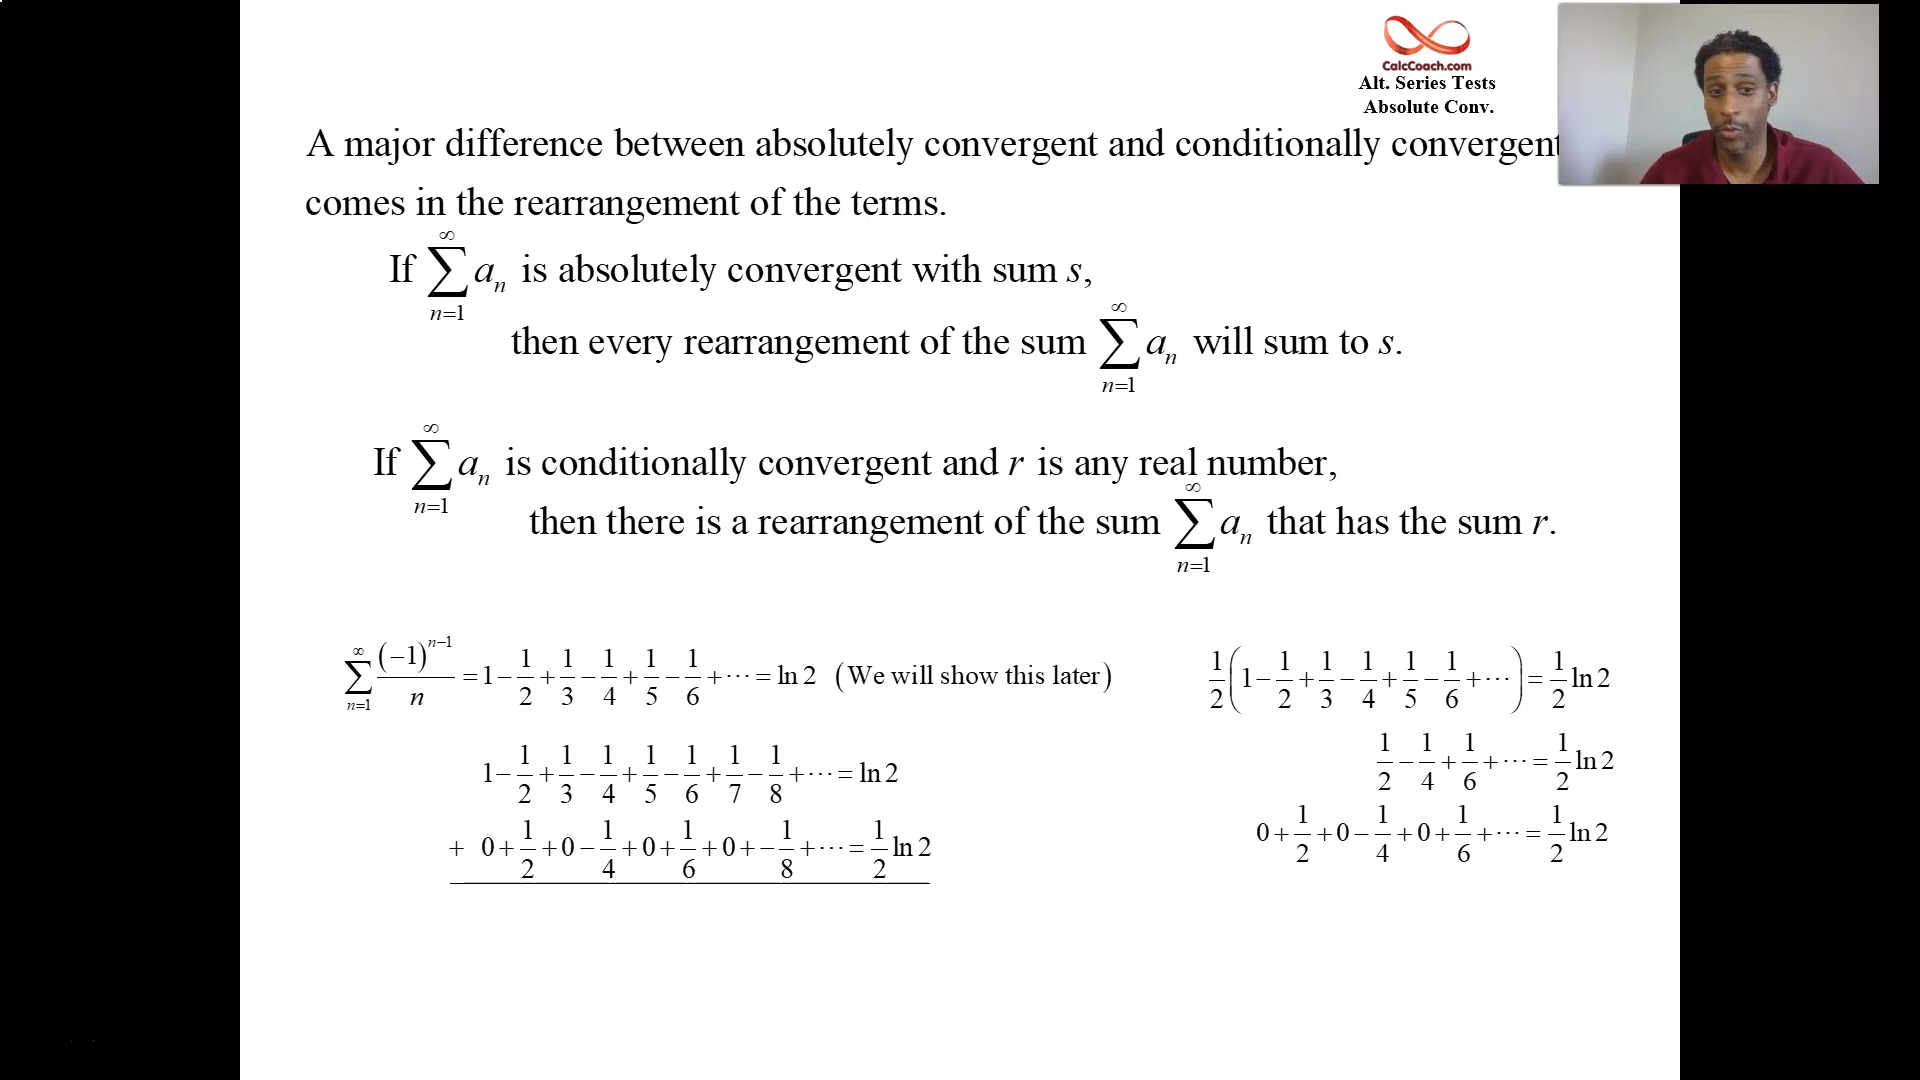 CalcCoach.com
Alt. Series Tests
Absolute Conv.
A major difference between absolutely convergent and conditionally convergent
comes in the rearrangement of the terms.
If ∑_{n=1}^{∞} a_n is absolutely convergent with sum s,
then every rearrangement of the sum ∑_{n=1}^{∞} a_n will sum to s.
If ∑_{n=1}^{∞} a_n is conditionally convergent and r is any real number,
then there is a rearrangement of the sum ∑_{n=1}^{∞} a_n that has the sum r.
∑_{n=1}^{∞} (−1)^{n−1}/n = 1 − 1/2 + 1/3 − 1/4 + 1/5 − 1/6 + ⋯ = ln 2 (We will show this later)
1 − 1/2 + 1/3 − 1/4 + 1/5 − 1/6 + 1/7 − 1/8 + ⋯ = ln 2
+ 0 + 1/2 + 0 − 1/4 + 0 + 1/6 + 0 + − 1/8 + ⋯ = 1/2 ln 2
1/2 (1 − 1/2 + 1/3 − 1/4 + 1/5 − 1/6 + ⋯) = 1/2 ln 2
1/2 − 1/4 + 1/6 + ⋯ = 1/2 ln 2
0 + 1/2 + 0 − 1/4 + 0 + 1/6 + ⋯ = 1/2 ln 2